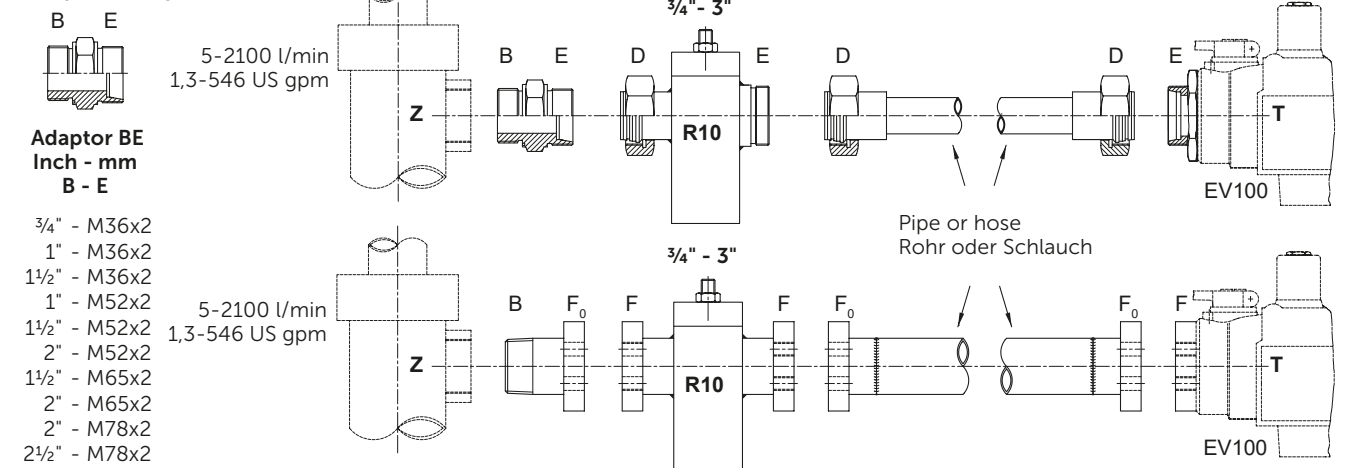 B E
Adaptor BE
Inch - mm
B - E
¾" - M36x2
1" - M36x2
1½" - M36x2
1" - M52x2
1½" - M52x2
2" - M52x2
1½" - M65x2
2" - M65x2
2" - M78x2
2½" - M78x2
¾"- 3"
5-2100 l/min
1,3-546 US gpm
B E D E D D E
Z R10 T
EV100
Pipe or hose
Rohr oder Schlauch
¾" - 3"
5-2100 l/min
1,3-546 US gpm
B F₀ F F F₀ F₀ F
Z R10 T
EV100